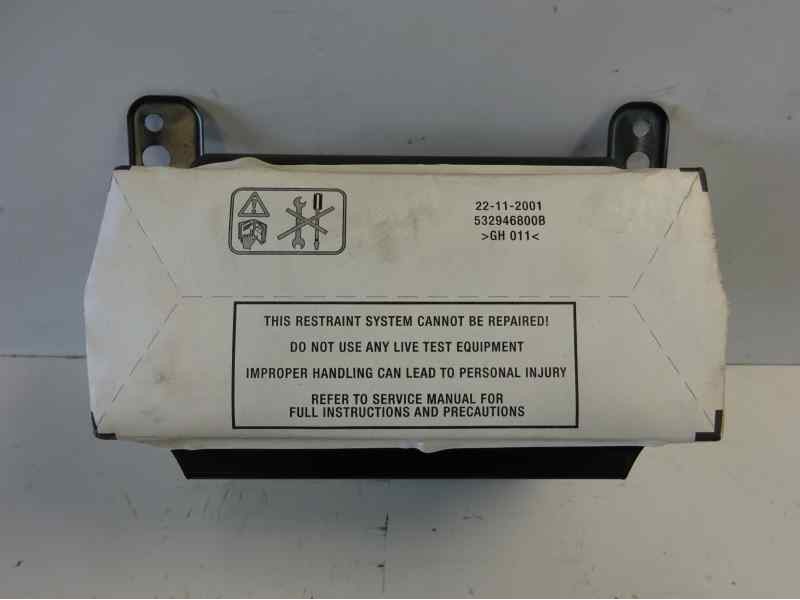 22-11-2001
532946800B
>GH 011<
THIS RESTRAINT SYSTEM CANNOT BE REPAIRED!
DO NOT USE ANY LIVE TEST EQUIPMENT
IMPROPER HANDLING CAN LEAD TO PERSONAL INJURY
REFER TO SERVICE MANUAL FOR
FULL INSTRUCTIONS AND PRECAUTIONS